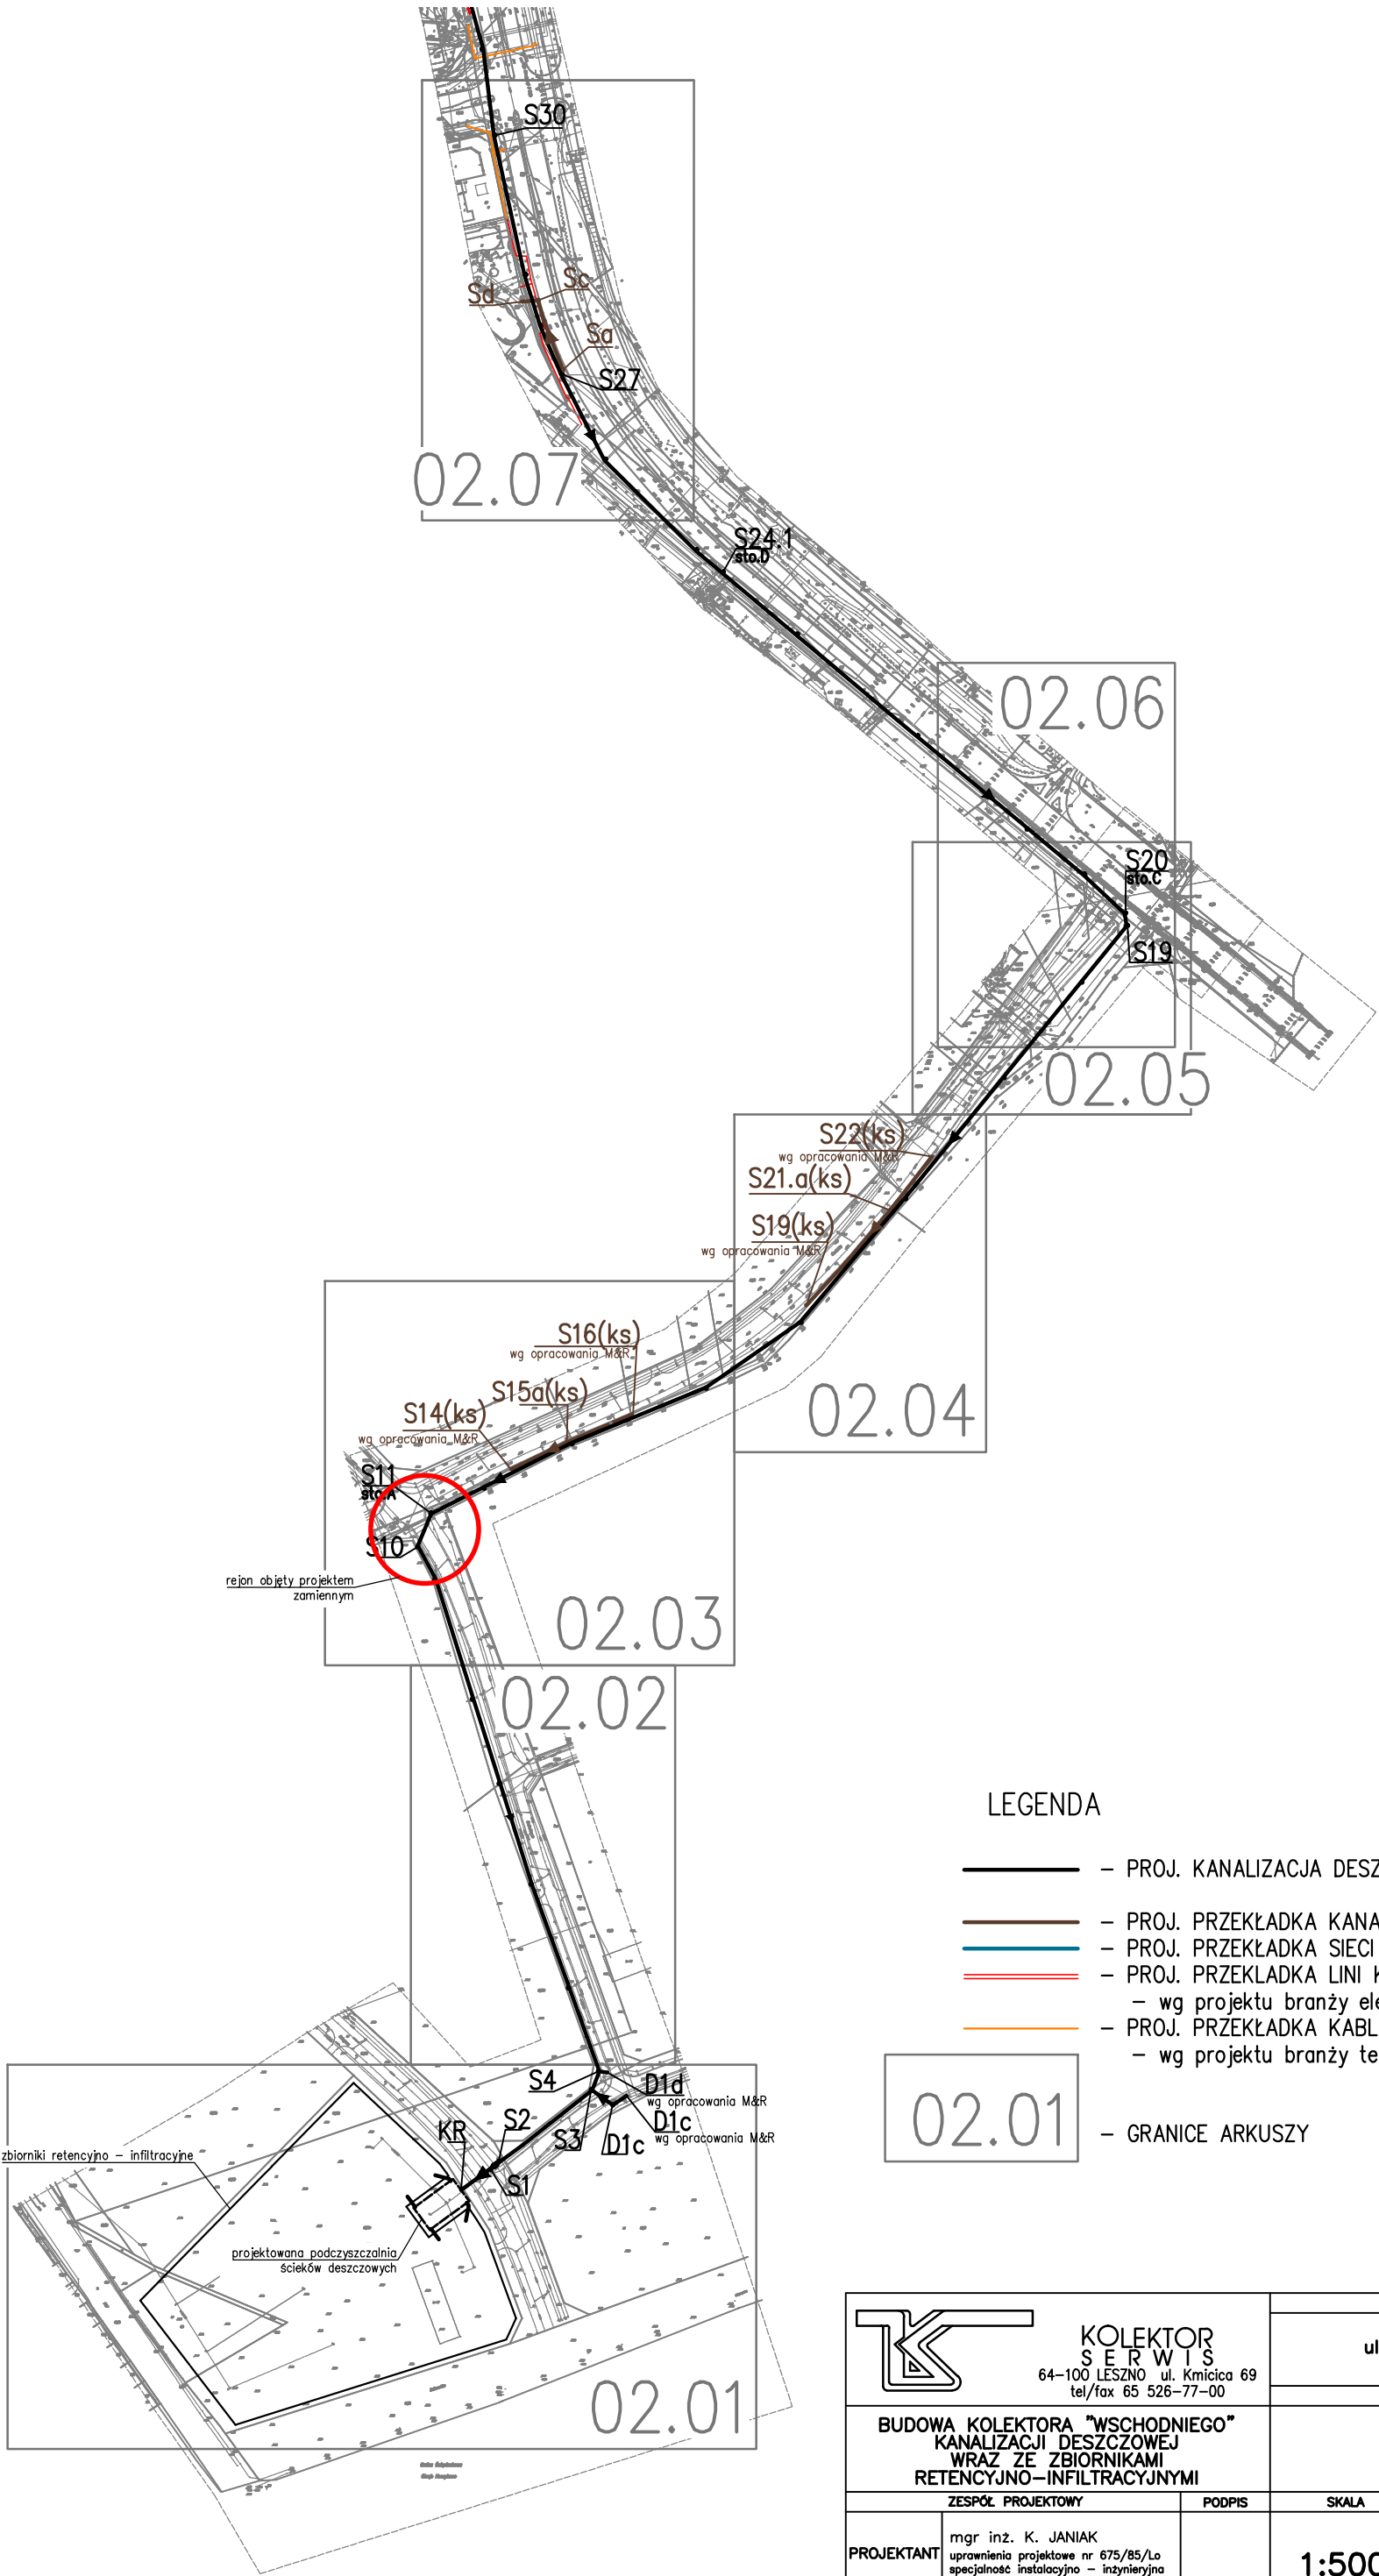 S30
Sd
Sc
Sa
S27
02.07
S24.1
sto.D
02.06
S20
sto.C
S19
02.05
S22(ks)
wg opracowania M&R
S21.a(ks)
S19(ks)
wg opracowania M&R
S16(ks)
wg opracowania M&R
S15a(ks)
S14(ks)
wg opracowania M&R
02.04
S11
sto.A
S10
rejon objęty projektem
zamiennym
02.03
02.02
LEGENDA
– PROJ. KANALIZACJA DESZ
– PROJ. PRZEKŁADKA KANA
– PROJ. PRZEKŁADKA SIECI
– PROJ. PRZEKLADKA LINI K
– wg projektu branży ele
– PROJ. PRZEKŁADKA KABL
– wg projektu branży te
02.01
– GRANICE ARKUSZY
S4
D1d
wg opracowania M&R
D1c
wg opracowania M&R
S2
KR
S3
D1c
S1
zbiorniki retencyjno – infiltracyjne
projektowana podczyszczalnia
ścieków deszczowych
02.01
KOLEKTOR
SERWIS
64–100 LESZNO ul. Kmicica 69
tel/fax 65 526–77–00
ul
BUDOWA KOLEKTORA "WSCHODNIEGO"
KANALIZACJI DESZCZOWEJ
WRAZ ZE ZBIORNIKAMI
RETENCYJNO–INFILTRACYJNYMI
ZESPÓŁ PROJEKTOWY
PODPIS
SKALA
PROJEKTANT
mgr inż. K. JANIAK
uprawnienia projektowe nr 675/85/Lo
specjalność instalacyjno – inżynieryjna
1:500